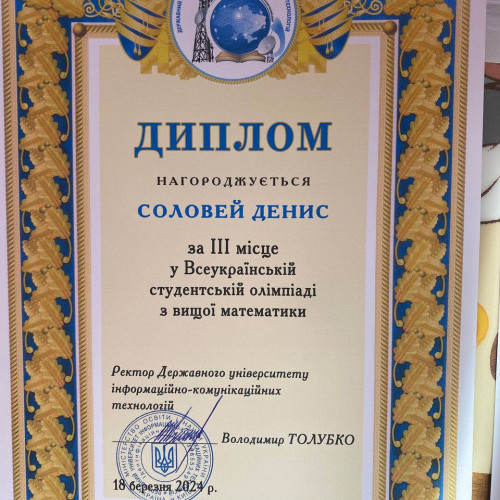 ДИПЛОМ
НАГОРОДЖУЄТЬСЯ
СОЛОВЕЙ ДЕНИС
за ІІІ місце
у Всеукраїнській
студентській олімпіаді
з вищої математики
Ректор Державного університету
інформаційно-комунікаційних
технологій
Володимир ТОЛУБКО
18 березня 2024 р.